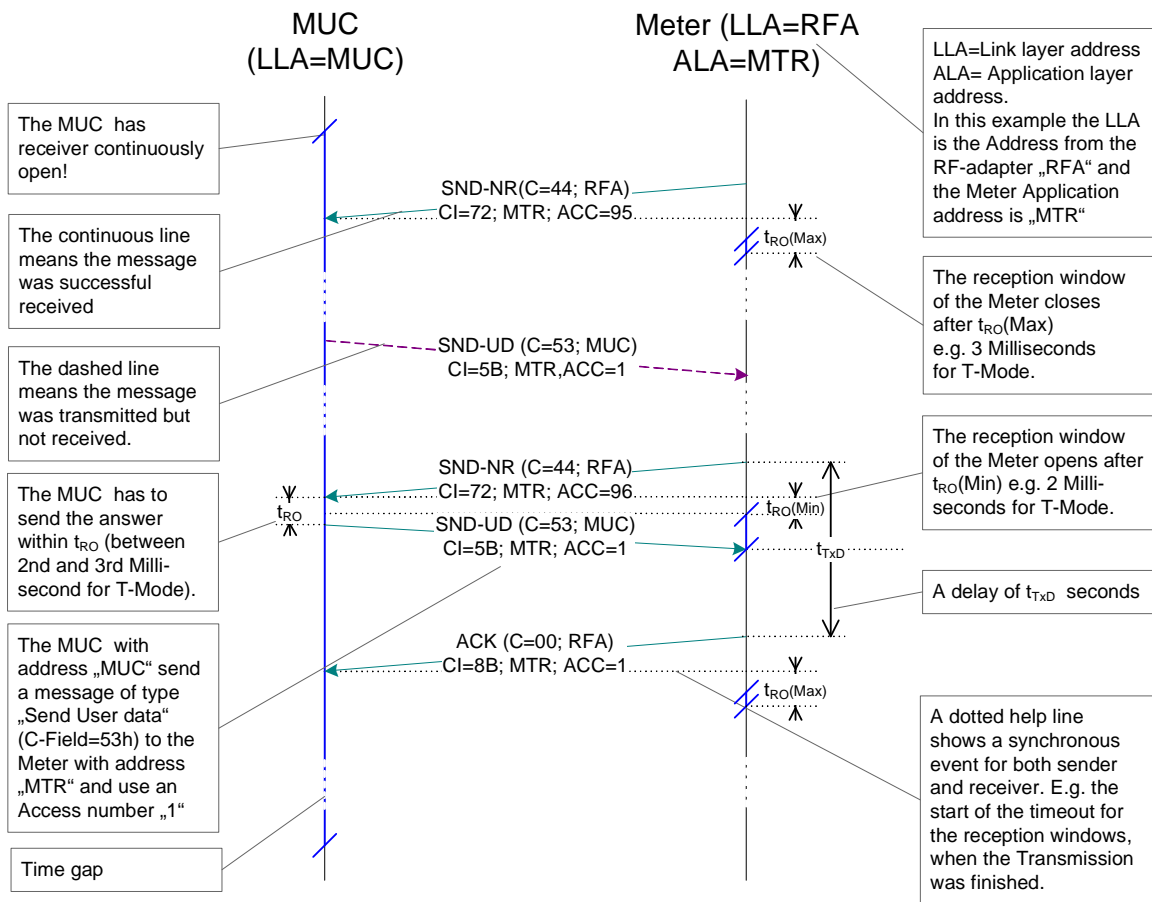 MUC
(LLA=MUC)
Meter (LLA=RFA
ALA=MTR)
LLA=Link layer address
ALA= Application layer
address.
In this example the LLA
is the Address from the
RF-adapter „RFA“ and
the Meter Application
address is „MTR“
The MUC has
receiver continuously
open!
SND-NR(C=44; RFA)
CI=72; MTR; ACC=95
tRO(Max)
The continuous line
means the message
was successful
received
The reception window
of the Meter closes
after tRO(Max)
e.g. 3 Milliseconds
for T-Mode.
SND-UD (C=53; MUC)
CI=5B; MTR,ACC=1
The dashed line
means the message
was transmitted but
not received.
The reception window
of the Meter opens after
tRO(Min) e.g. 2 Milli-
seconds for T-Mode.
SND-NR (C=44; RFA)
CI=72; MTR; ACC=96
tRO
tRO(Min)
SND-UD (C=53; MUC)
CI=5B; MTR; ACC=1
tTxD
The MUC has to
send the answer
within tRO (between
2nd and 3rd Milli-
second for T-Mode).
A delay of tTxD seconds
ACK (C=00; RFA)
CI=8B; MTR; ACC=1
tRO(Max)
The MUC with
address „MUC“ send
a message of type
„Send User data“
(C-Field=53h) to the
Meter with address
„MTR“ and use an
Access number „1“
A dotted help line
shows a synchronous
event for both sender
and receiver. E.g. the
start of the timeout for
the reception windows,
when the Transmission
was finished.
Time gap